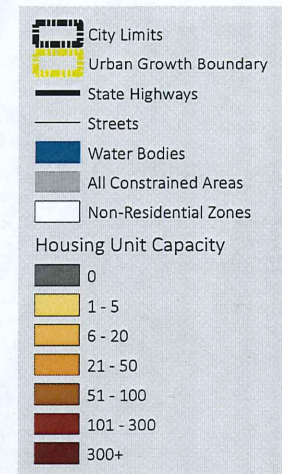 City Limits
Urban Growth Boundary
State Highways
Streets
Water Bodies
All Constrained Areas
Non-Residential Zones
Housing Unit Capacity
0
1 - 5
6 - 20
21 - 50
51 - 100
101 - 300
300+